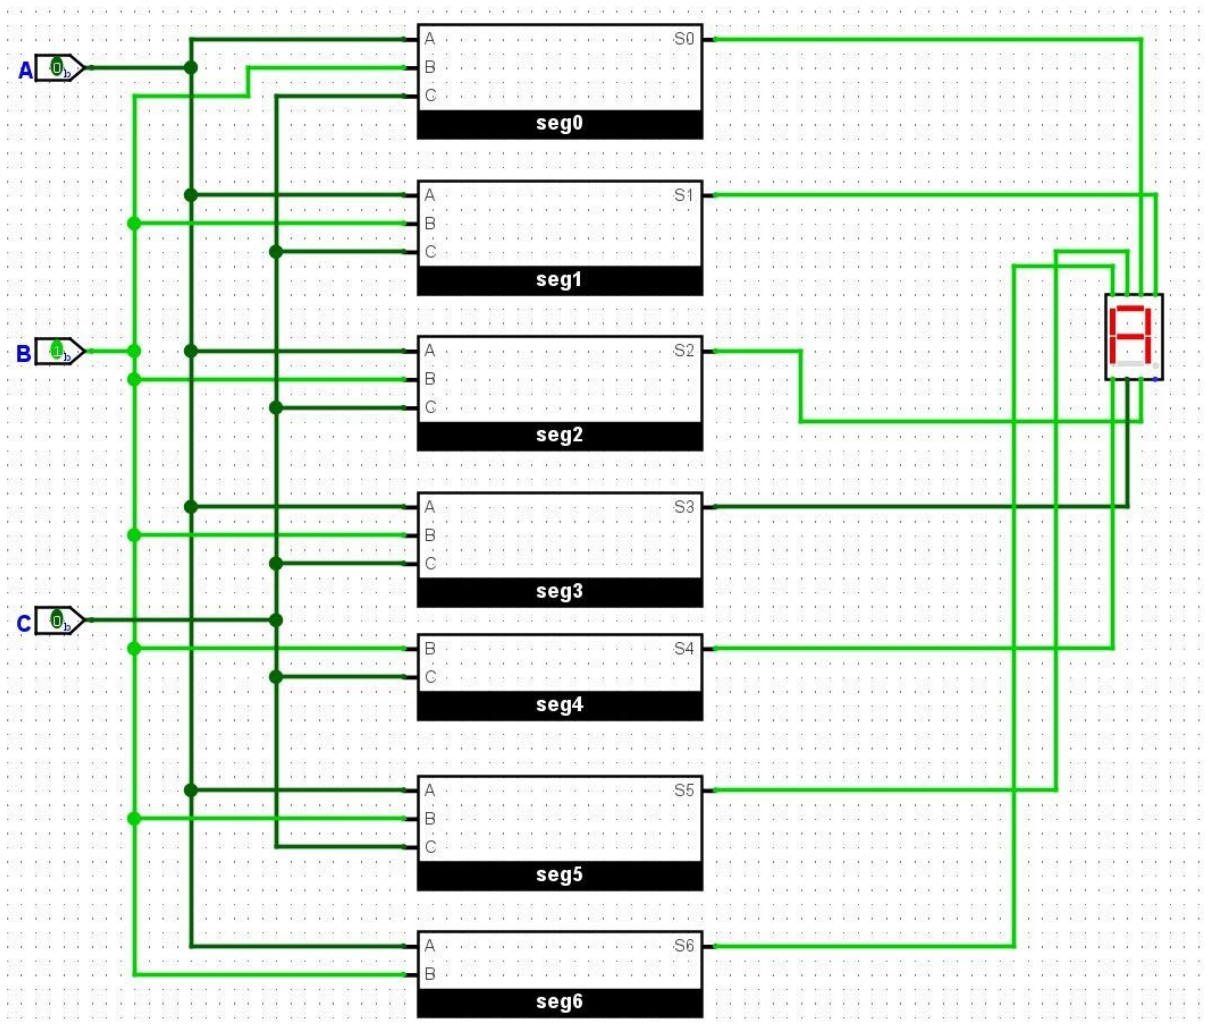 A 0 b
A S0
B
C
seg0
A S1
B
C
seg1
B 1 b
A S2
B
C
seg2
A S3
B
C
seg3
C 0 b
B S4
C
seg4
A S5
B
C
seg5
A S6
B
seg6